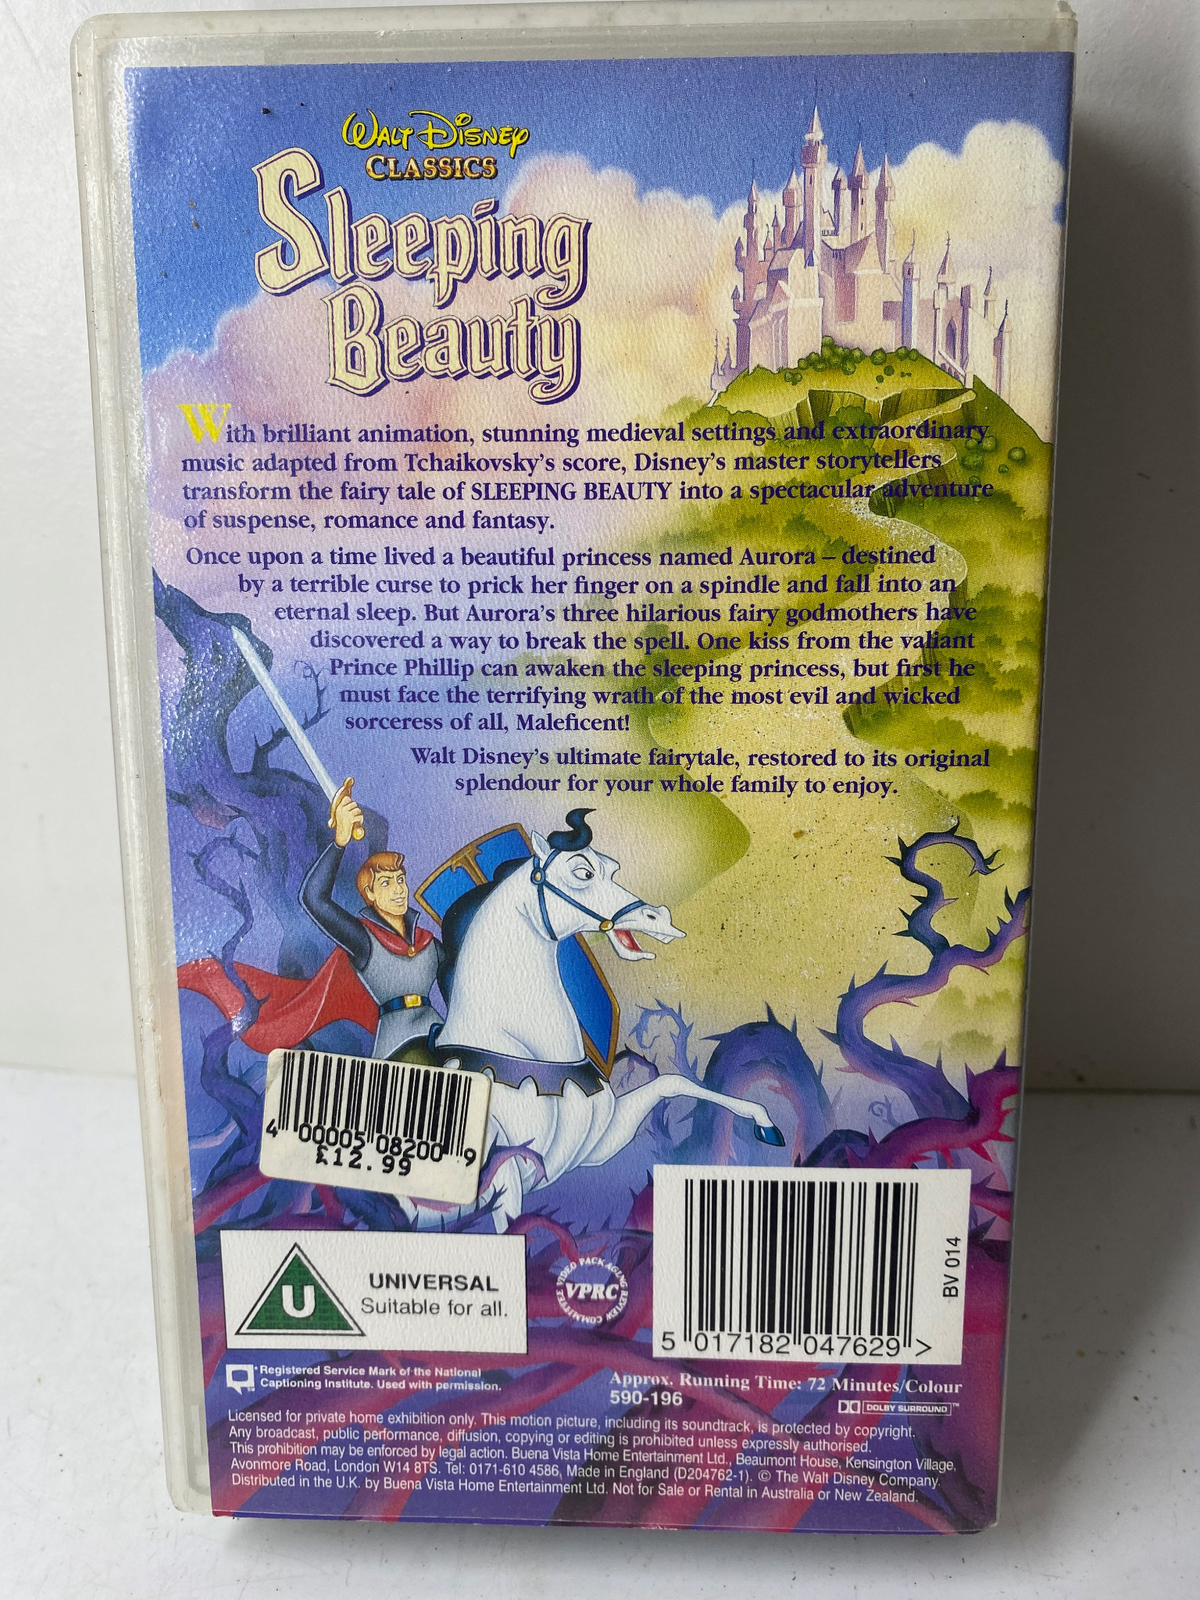 WALT DISNEY
CLASSICS
Sleeping
Beauty
With brilliant animation, stunning medieval settings and extraordinary
music adapted from Tchaikovsky's score, Disney's master storytellers
transform the fairy tale of SLEEPING BEAUTY into a spectacular adventure
of suspense, romance and fantasy.
Once upon a time lived a beautiful princess named Aurora – destined
by a terrible curse to prick her finger on a spindle and fall into an
eternal sleep. But Aurora's three hilarious fairy godmothers have
discovered a way to break the spell. One kiss from the valiant
Prince Phillip can awaken the sleeping princess, but first he
must face the terrifying wrath of the most evil and wicked
sorceress of all, Maleficent!
Walt Disney's ultimate fairytale, restored to its original
splendour for your whole family to enjoy.
4 00005 08200 9
£12.99
U
UNIVERSAL
Suitable for all.
VIDEO PACKAGING REVIEW COMMITTEE
VPRC
BV 014
5 017182 047629 >
Registered Service Mark of the National
Captioning Institute. Used with permission.
Approx. Running Time: 72 Minutes/Colour
590-196
DOLBY SURROUND™
Licensed for private home exhibition only. This motion picture, including its soundtrack, is protected by copyright.
Any broadcast, public performance, diffusion, copying or editing is prohibited unless expressly authorised.
This prohibition may be enforced by legal action. Buena Vista Home Entertainment Ltd., Beaumont House, Kensington Village,
Avonmore Road, London W14 8TS. Tel: 0171-610 4586, Made in England (D204762-1). © The Walt Disney Company.
Distributed in the U.K. by Buena Vista Home Entertainment Ltd. Not for Sale or Rental in Australia or New Zealand.